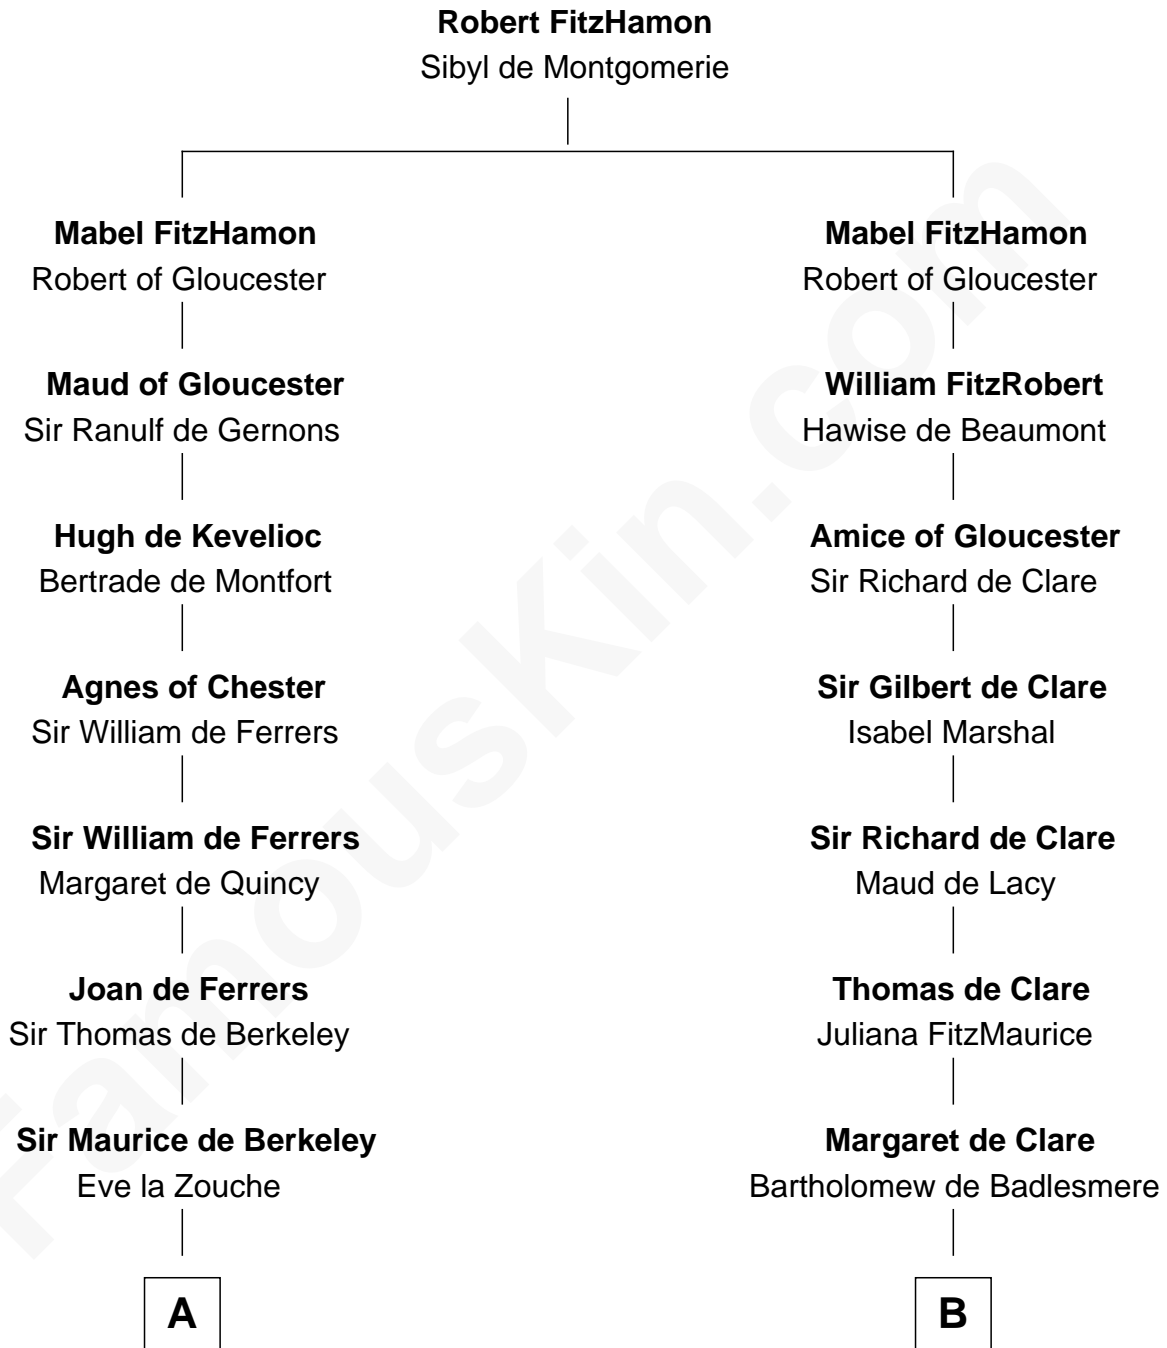 Robert FitzHamon
Sibyl de Montgomerie
Mabel FitzHamon
Robert of Gloucester
Maud of Gloucester
Sir Ranulf de Gernons
Hugh de Kevelioc
Bertrade de Montfort
Agnes of Chester
Sir William de Ferrers
Sir William de Ferrers
Margaret de Quincy
Joan de Ferrers
Sir Thomas de Berkeley
Sir Maurice de Berkeley
Eve la Zouche
A
Mabel FitzHamon
Robert of Gloucester
William FitzRobert
Hawise de Beaumont
Amice of Gloucester
Sir Richard de Clare
Sir Gilbert de Clare
Isabel Marshal
Sir Richard de Clare
Maud de Lacy
Thomas de Clare
Juliana FitzMaurice
Margaret de Clare
Bartholomew de Badlesmere
B
FamousKin.com